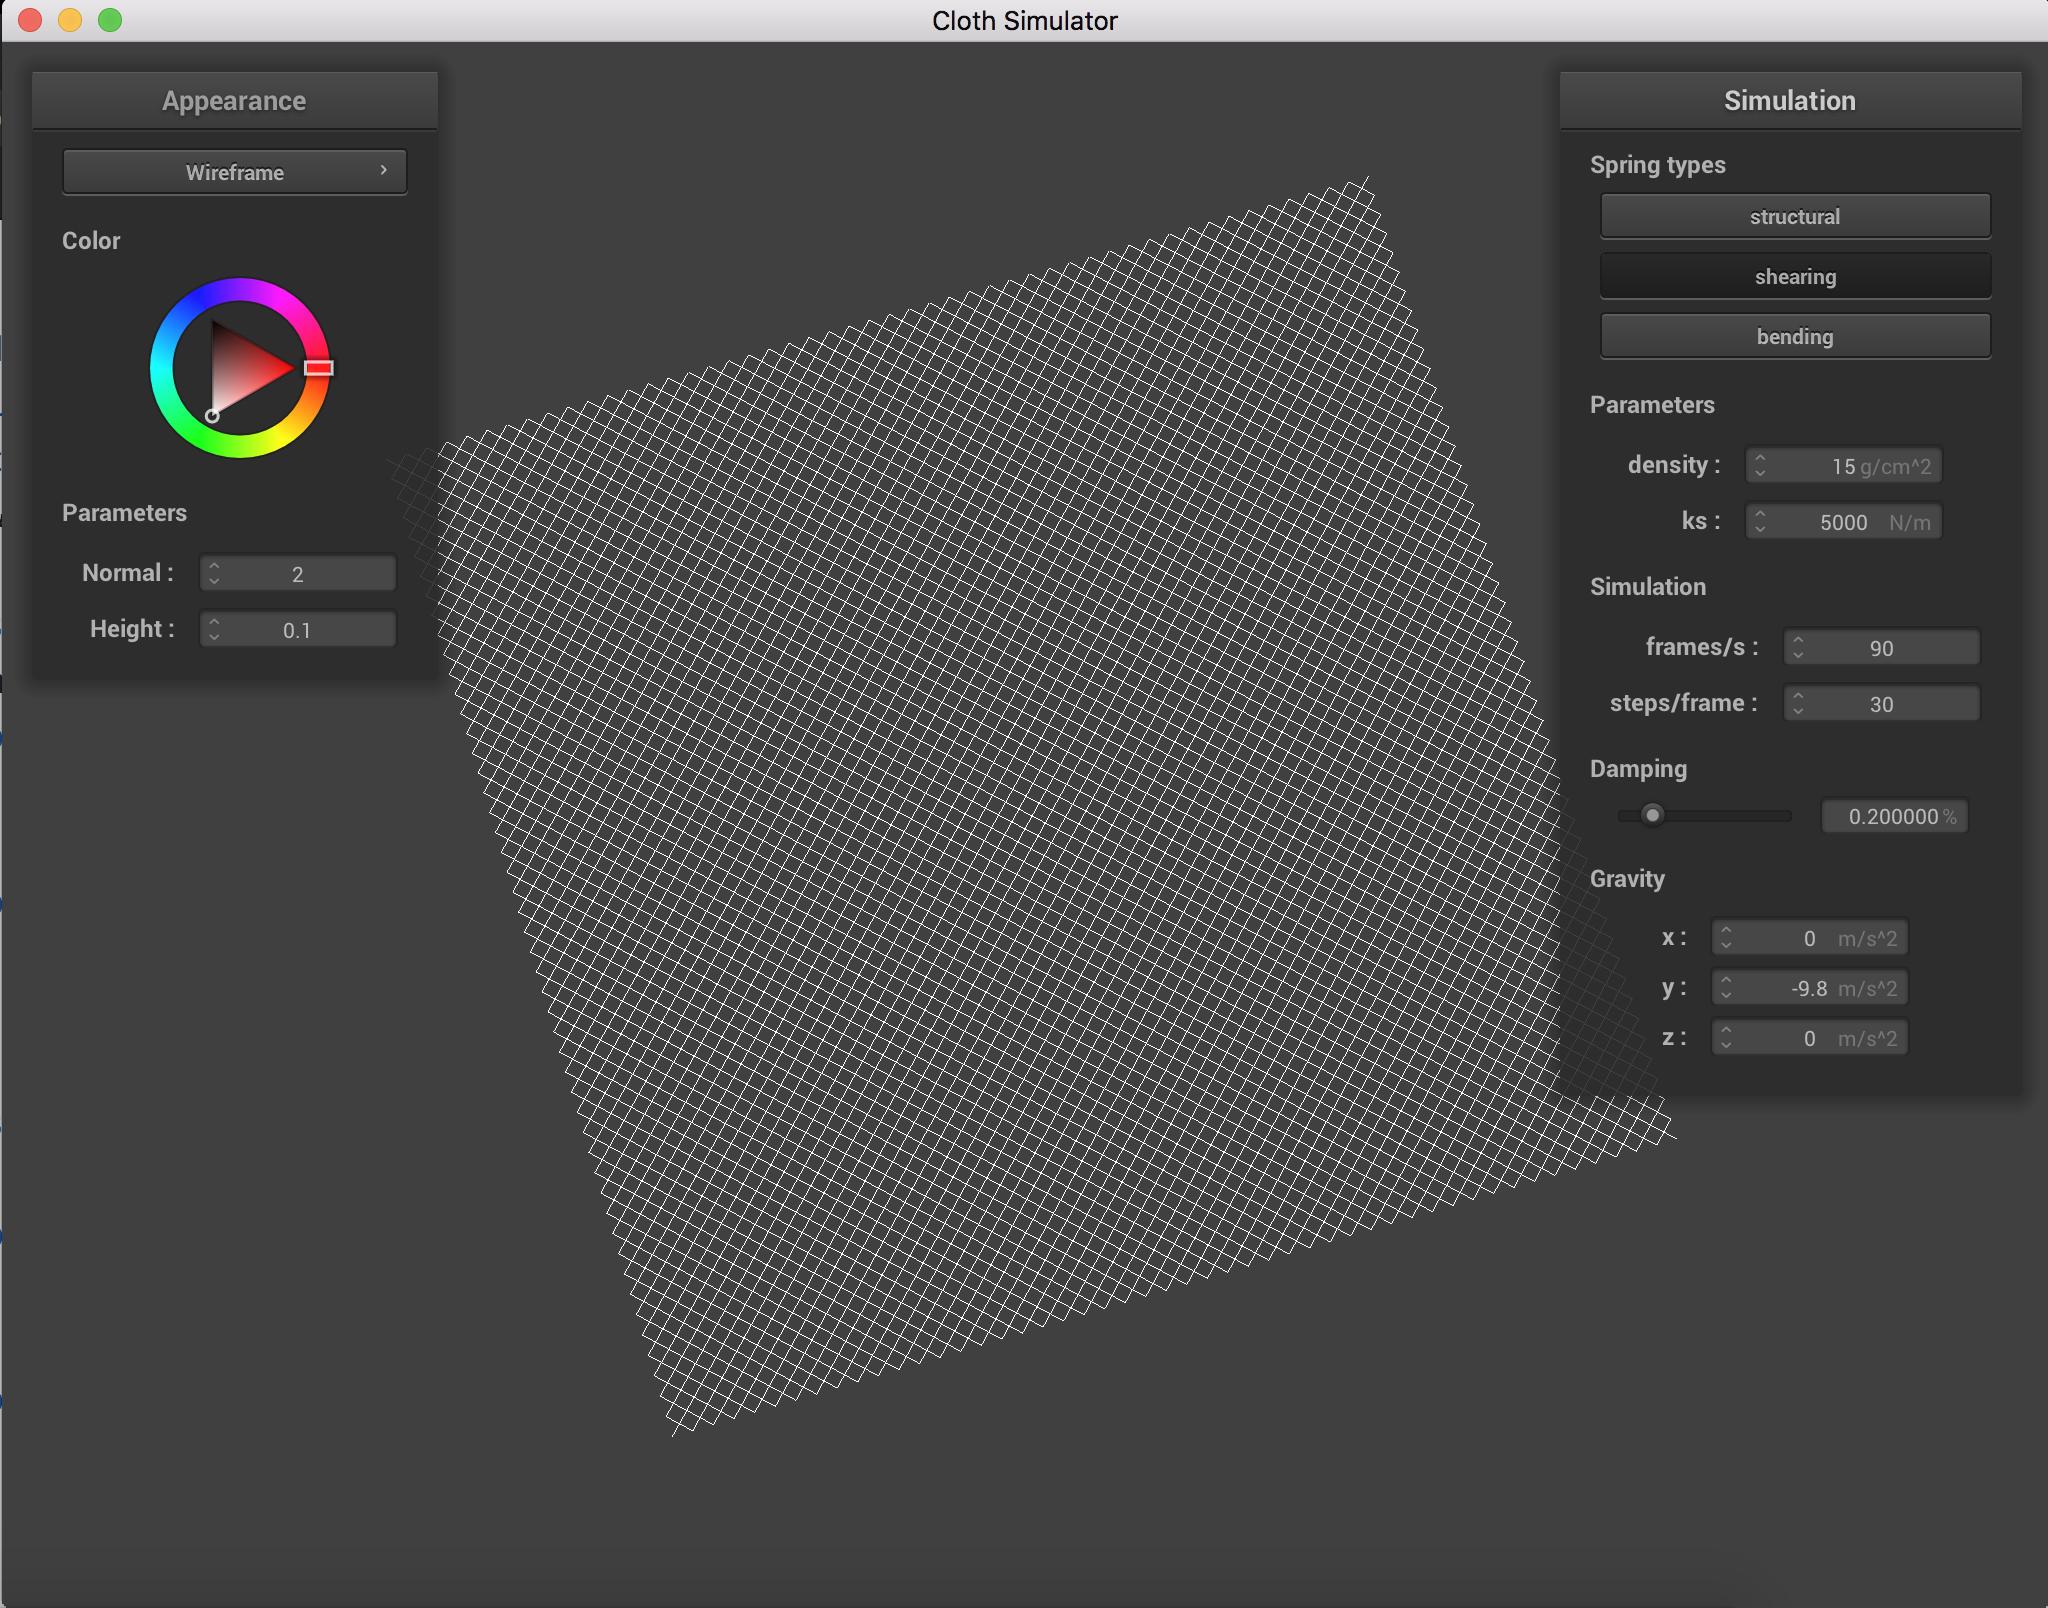 Cloth Simulator
Appearance
Wireframe
Color
Parameters
Normal : 2
Height : 0.1
Simulation
Spring types
structural
shearing
bending
Parameters
density : 15 g/cm^2
ks : 5000 N/m
Simulation
frames/s : 90
steps/frame : 30
Damping
0.200000 %
Gravity
x : 0 m/s^2
y : -9.8 m/s^2
z : 0 m/s^2